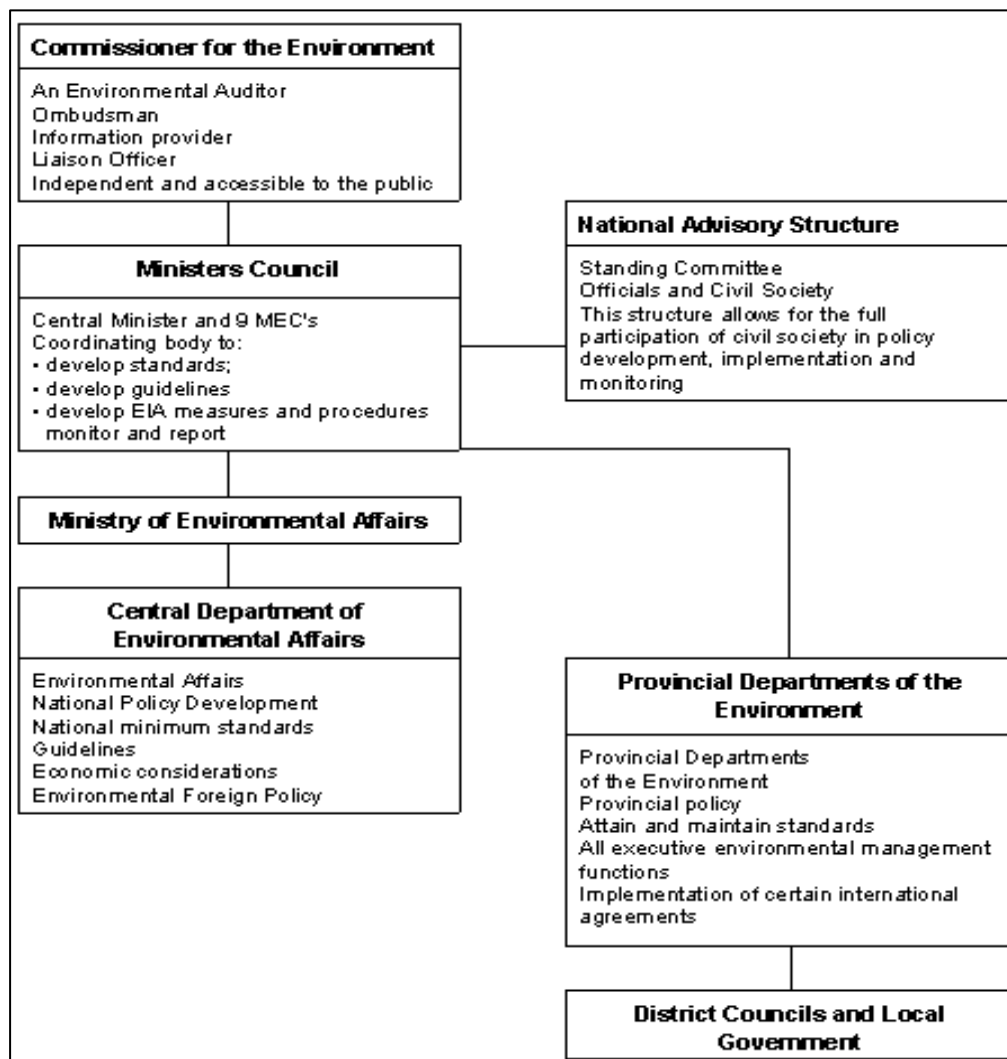 Commissioner for the Environment
An Environmental Auditor
Ombudsman
Information provider
Liaison Officer
Independent and accessible to the public
National Advisory Structure
Standing Committee
Officials and Civil Society
This structure allows for the full
participation of civil society in policy
development, implementation and
monitoring
Ministers Council
Central Minister and 9 MEC's
Coordinating body to:
• develop standards;
• develop guidelines
• develop EIA measures and procedures
monitor and report
Ministry of Environmental Affairs
Central Department of
Environmental Affairs
Environmental Affairs
National Policy Development
National minimum standards
Guidelines
Economic considerations
Environmental Foreign Policy
Provincial Departments of the
Environment
Provincial Departments
of the Environment
Provincial policy
Attain and maintain standards
All executive environmental management
functions
Implementation of certain international
agreements
District Councils and Local
Government